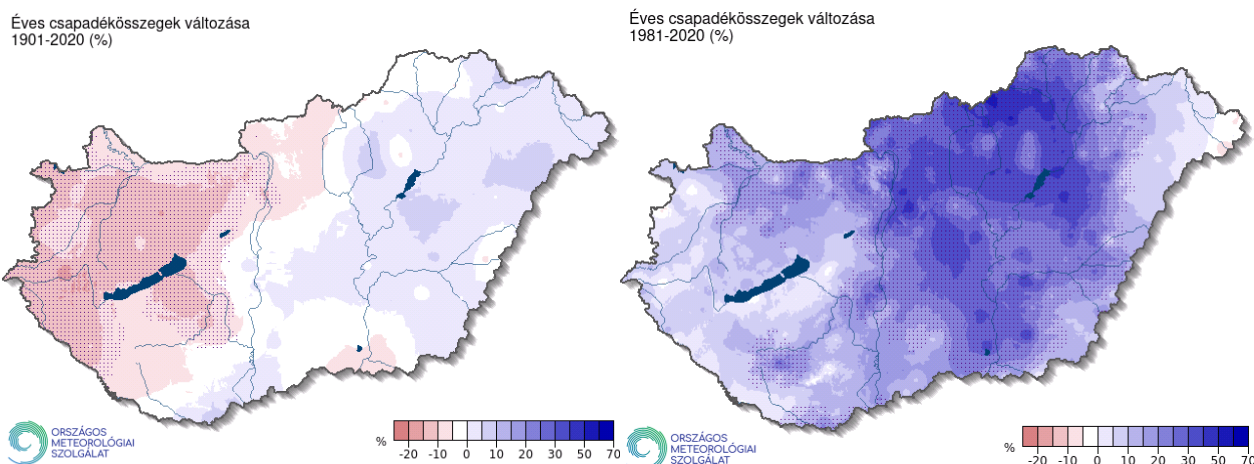 Éves csapadékösszegek változása
1901-2020 (%)
ORSZÁGOS
METEOROLÓGIAI
SZOLGÁLAT
% -20 -10 0 10 20 30 50 70
Éves csapadékösszegek változása
1981-2020 (%)
ORSZÁGOS
METEOROLÓGIAI
SZOLGÁLAT
% -20 -10 0 10 20 30 50 70